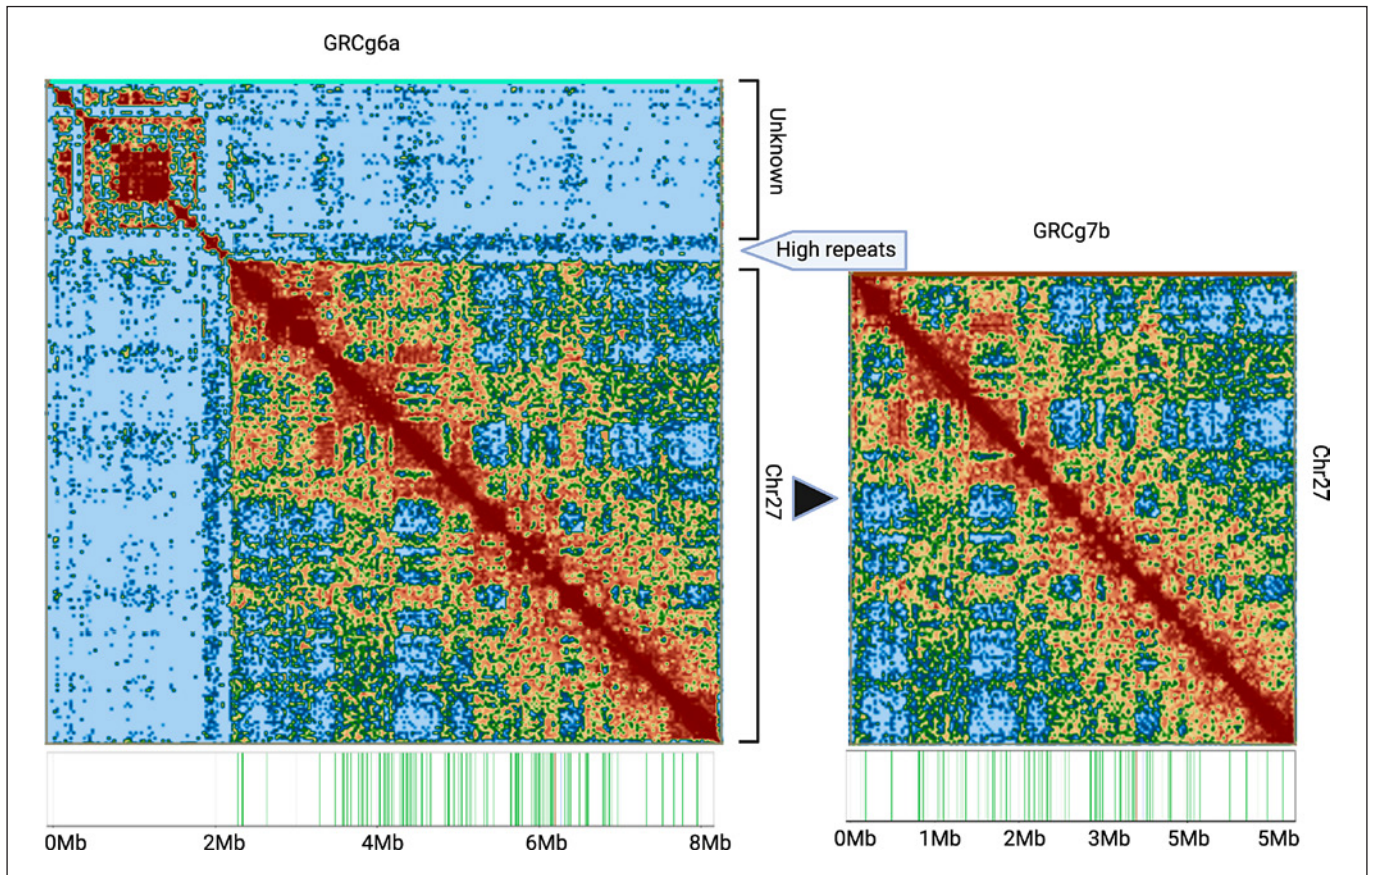 GRCg6a
Unknown
High repeats
GRCg7b
Chr27
Chr27
0Mb 2Mb 4Mb 6Mb 8Mb
0Mb 1Mb 2Mb 3Mb 5Mb 5Mb